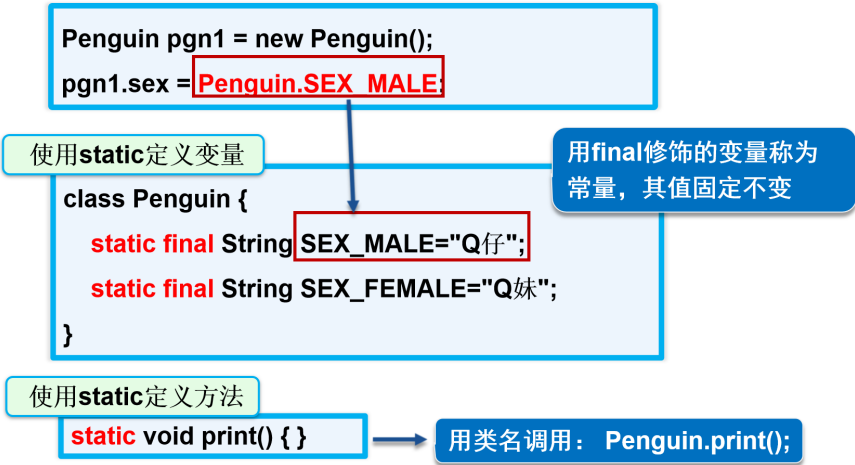 Penguin pgn1 = new Penguin();
pgn1.sex = Penguin.SEX_MALE;
使用static定义变量
用final修饰的变量称为
常量，其值固定不变
class Penguin {
static final String SEX_MALE="Q仔";
static final String SEX_FEMALE="Q妹";
}
使用static定义方法
static void print() { }
用类名调用： Penguin.print();